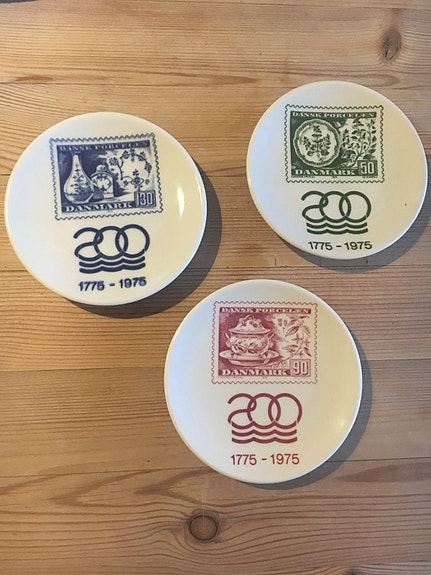 DANSK PORCELÆN
DANMARK 130
200
1775 - 1975
DANSK PORCELÆN
50
DANMARK
200
1775 - 1975
DANSK PORCELÆN
DANMARK 90
200
1775 - 1975